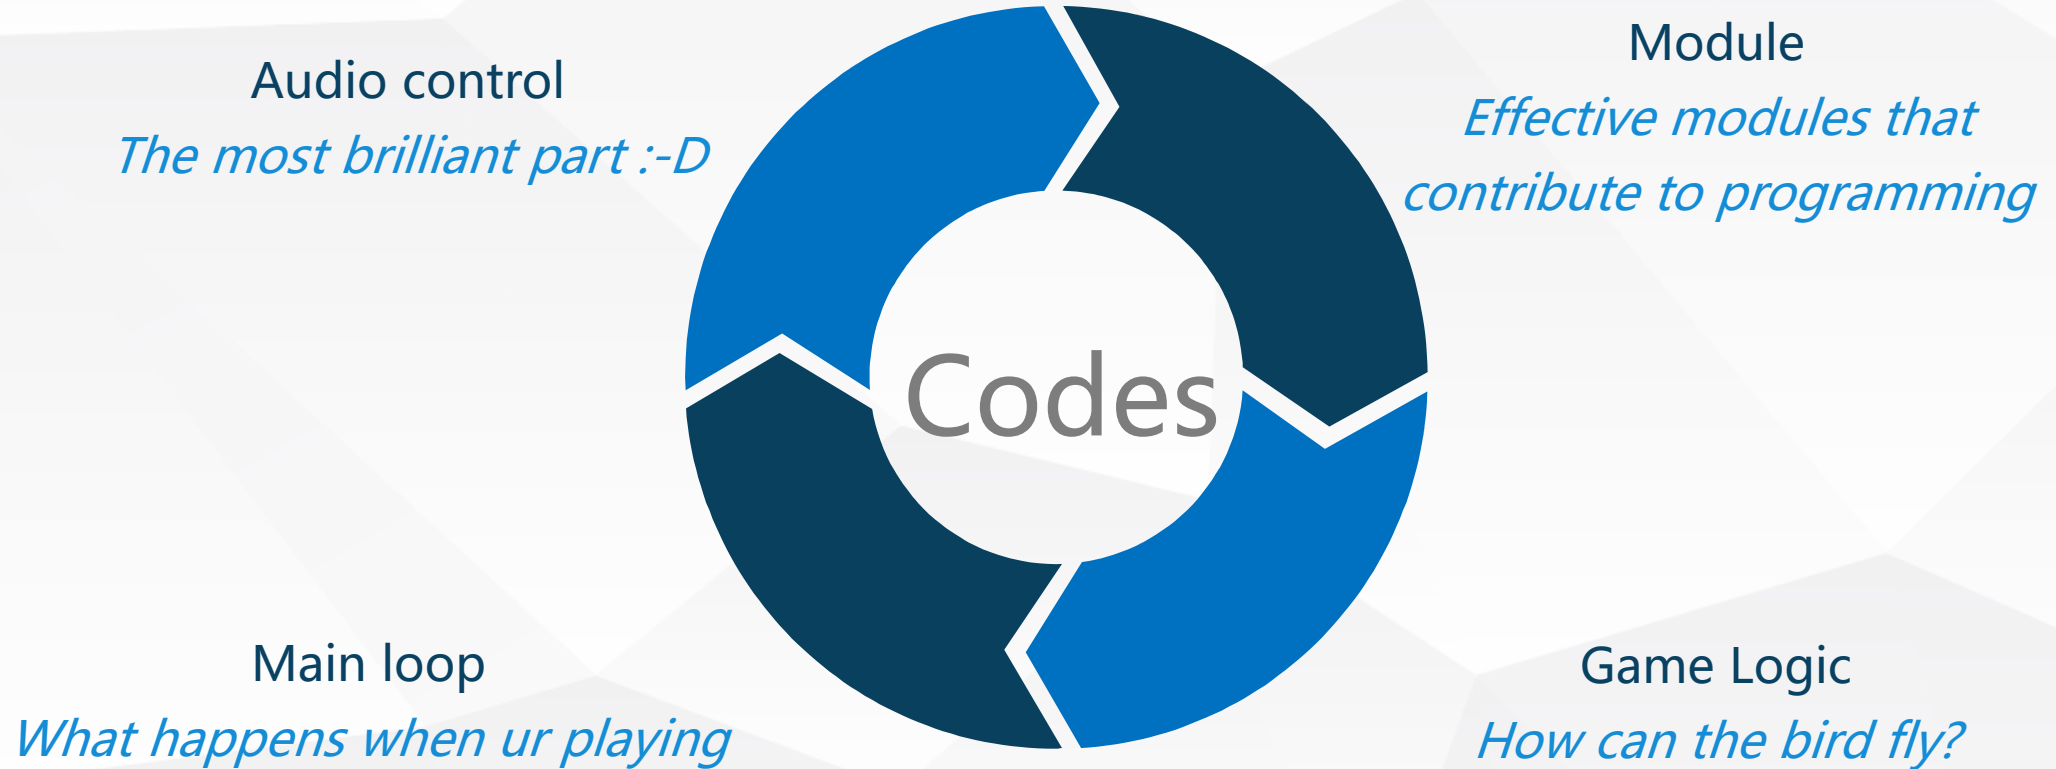 Audio control
The most brilliant part :-D
Module
Effective modules that
contribute to programming
Codes
Main loop
What happens when ur playing
Game Logic
How can the bird fly?